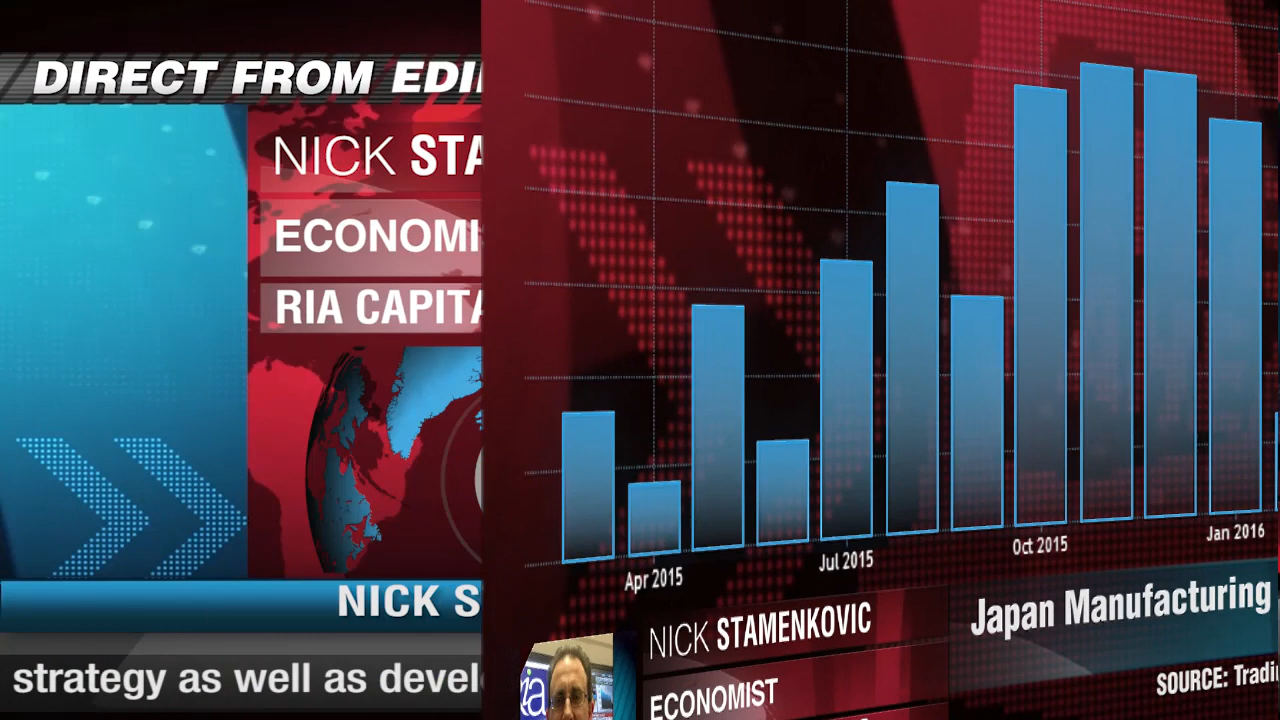 DIRECT FROM EDI
NICK STA
ECONOMI
RIA CAPITA
NICK S
strategy as well as devel
Apr 2015
Jul 2015
Oct 2015
Jan 2016
NICK STAMENKOVIC
ECONOMIST
Japan Manufacturing
SOURCE: Tradi